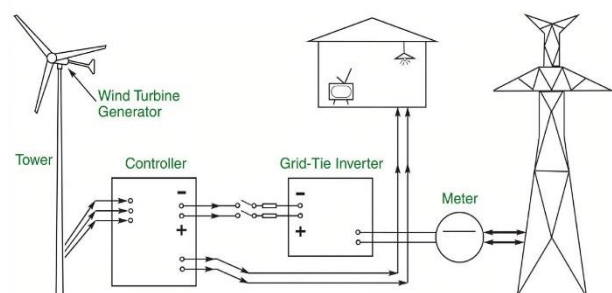 Wind Turbine
Generator
Tower
Controller
Grid-Tie Inverter
Meter
-
+
-
+